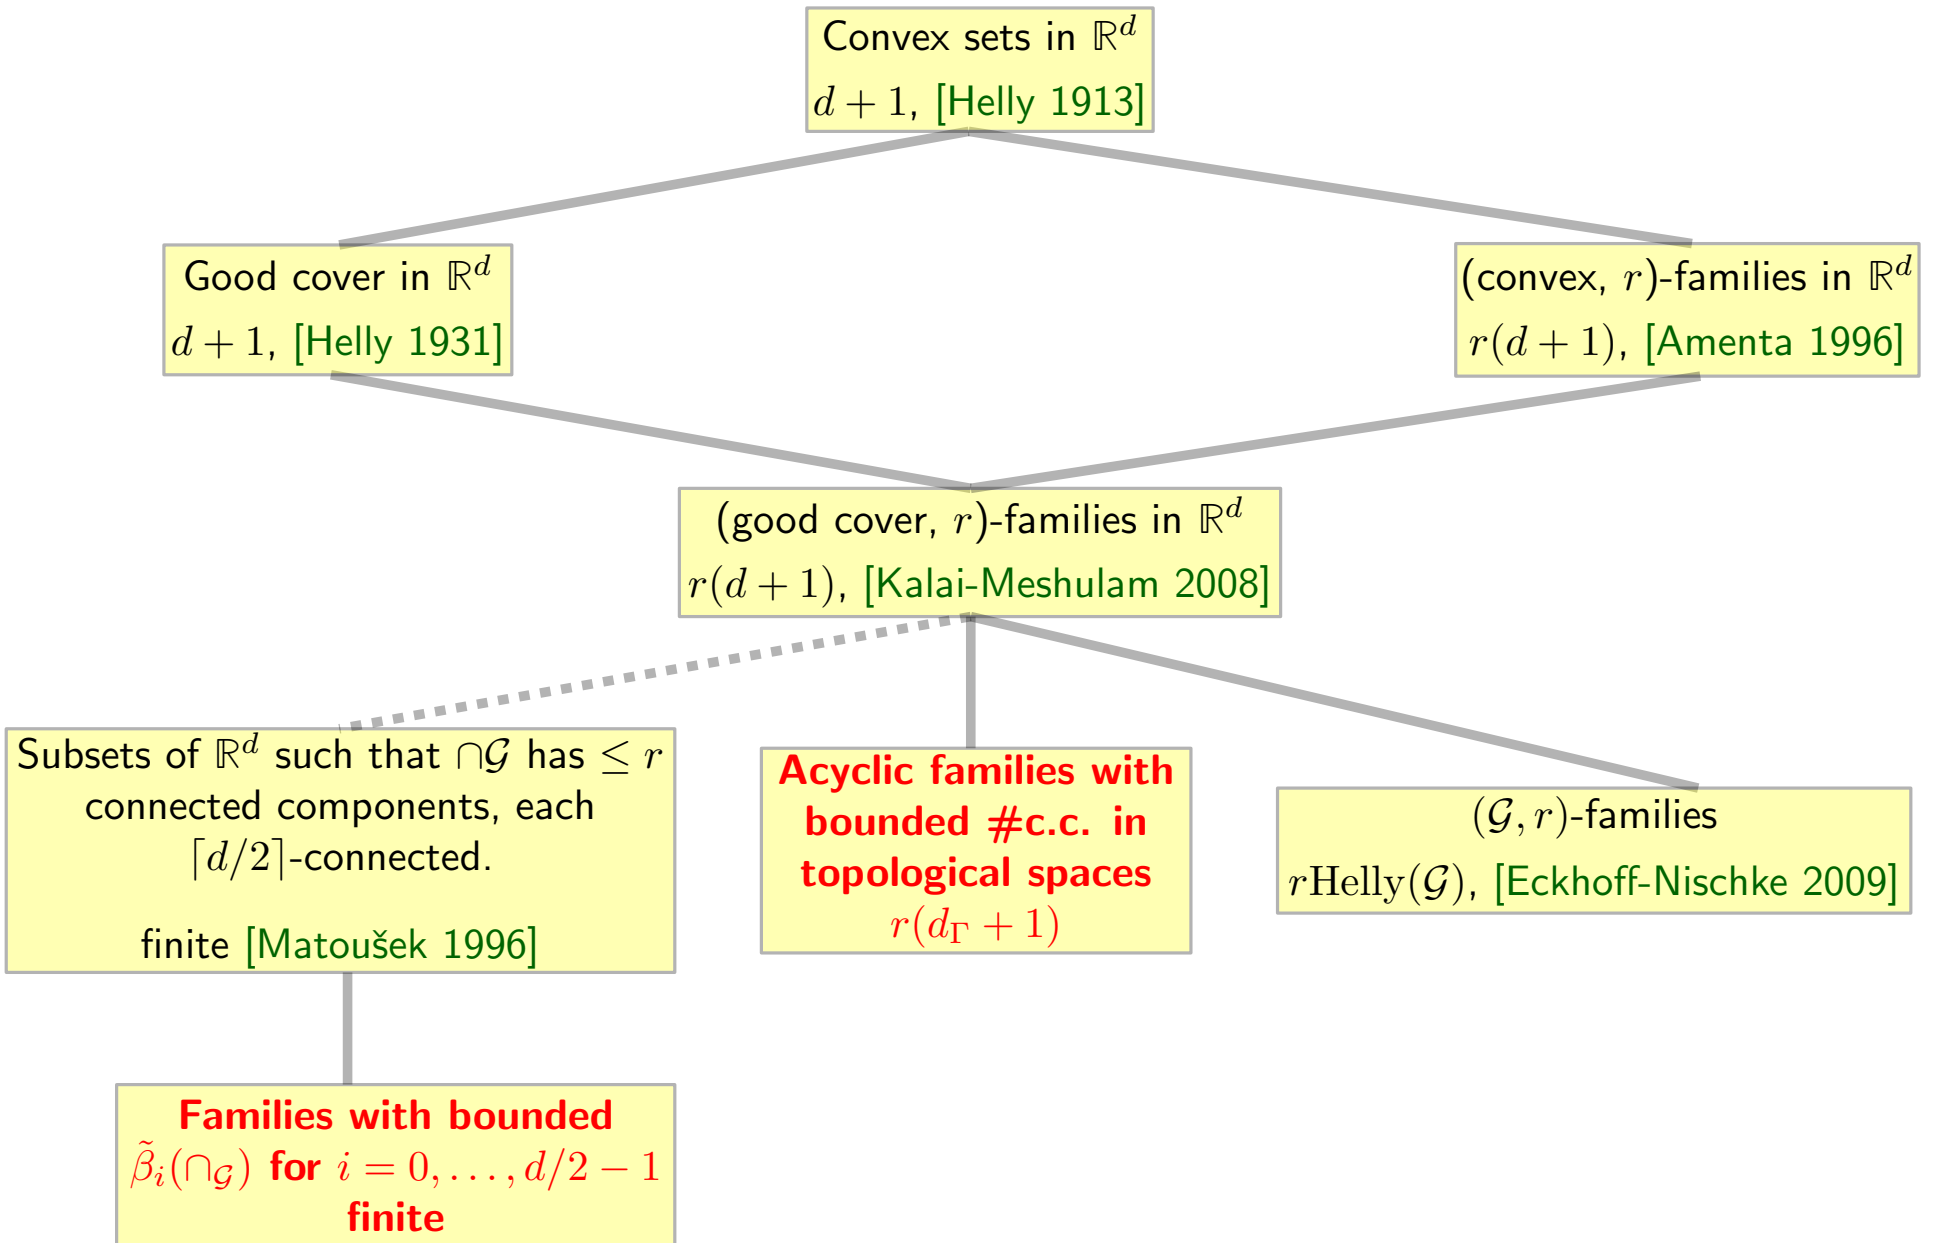 Convex sets in ℝ^d
d + 1, [Helly 1913]
Good cover in ℝ^d
d + 1, [Helly 1931]
(convex, r)-families in ℝ^d
r(d + 1), [Amenta 1996]
(good cover, r)-families in ℝ^d
r(d + 1), [Kalai-Meshulam 2008]
Subsets of ℝ^d such that ∩𝒢 has ≤ r
connected components, each
⌈d/2⌉-connected.
finite [Matoušek 1996]
Acyclic families with
bounded #c.c. in
topological spaces
r(d_Γ + 1)
(𝒢, r)-families
rHelly(𝒢), [Eckhoff-Nischke 2009]
Families with bounded
β̃_i(∩_𝒢) for i = 0, . . . , d/2 − 1
finite